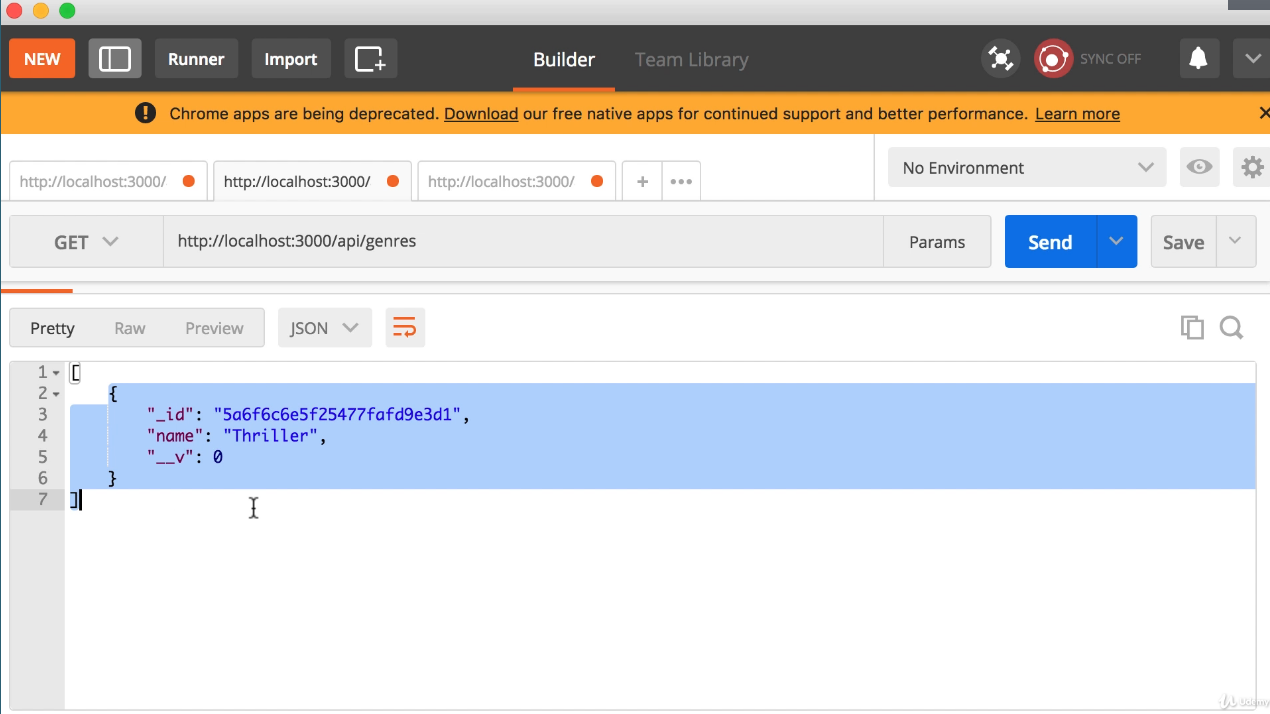 NEW Runner Import Builder Team Library SYNC OFF
! Chrome apps are being deprecated. Download our free native apps for continued support and better performance. Learn more
http://localhost:3000/ http://localhost:3000/ http://localhost:3000/ + ••• No Environment
GET http://localhost:3000/api/genres Params Send Save
Pretty Raw Preview JSON
1 [
2 {
3 "_id": "5a6f6c6e5f25477fafd9e3d1",
4 "name": "Thriller",
5 "__v": 0
6 }
7 ]
Udemy